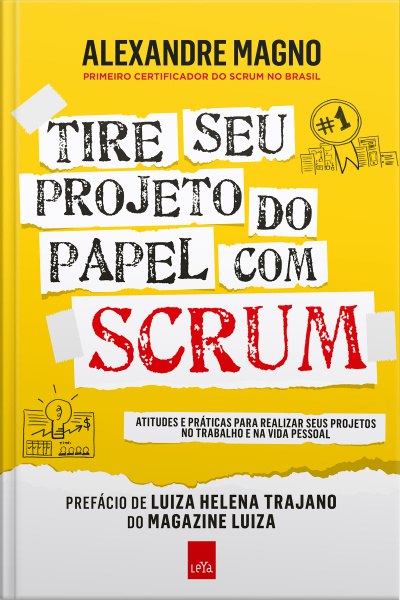 ALEXANDRE MAGNO
PRIMEIRO CERTIFICADOR DO SCRUM NO BRASIL
#1
TIRE SEU
PROJETO DO
PAPEL COM
SCRUM
$
ATITUDES E PRÁTICAS PARA REALIZAR SEUS PROJETOS
NO TRABALHO E NA VIDA PESSOAL
PREFÁCIO DE LUIZA HELENA TRAJANO
DO MAGAZINE LUIZA
LeYa